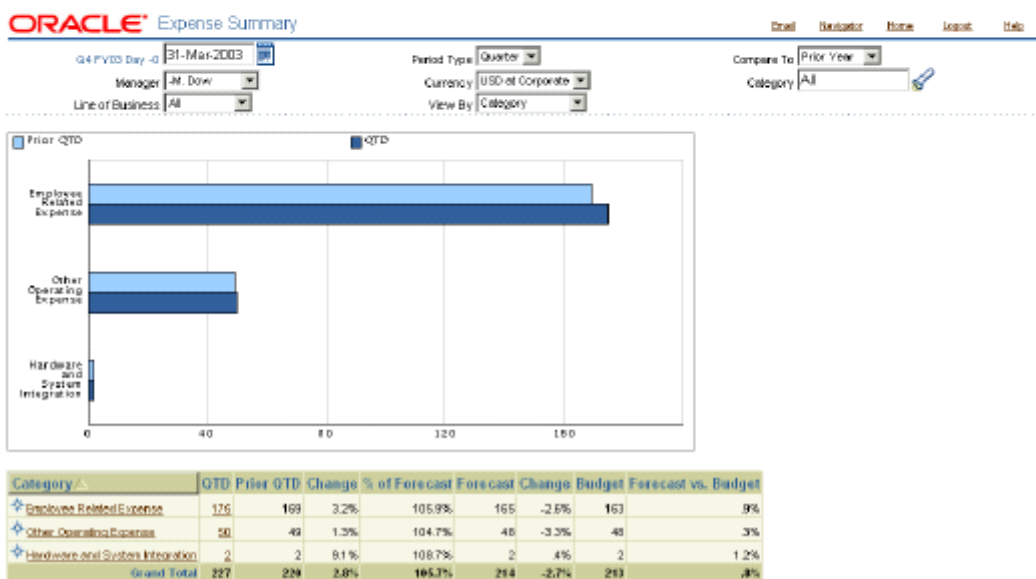 ORACLE Expense Summary
Email Navigator Home Logout Help
Q4 FY03 Day -0 31-Mar-2003 Period Type Quarter Compare To Prior Year
Manager -M. Dow Currency USD at Corporate Category All
Line of Business All View By Category
Prior QTD QTD
Employee
Related
Expense
Other
Operating
Expense
Hardware
and
System
Integration
0 40 80 120 160
Category QTD Prior QTD Change % of Forecast Forecast Change Budget Forecast vs. Budget
Employee Related Expense 176 169 3.2% 105.9% 165 -2.6% 163 .9%
Other Operating Expense 50 49 1.3% 104.7% 48 -3.3% 48 .3%
Hardware and System Integration 2 2 9.1% 108.7% 2 .4% 2 1.2%
Grand Total 227 220 2.8% 105.7% 214 -2.7% 213 .8%